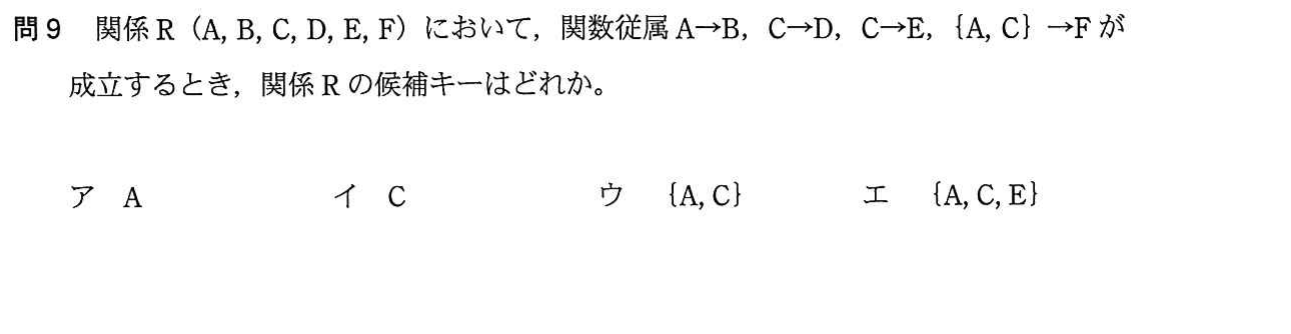 問9 関係 R（A, B, C, D, E, F）において，関数従属 A→B，C→D，C→E，{A, C} →F が
成立するとき，関係 R の候補キーはどれか。
ア A イ C ウ {A, C} エ {A, C, E}